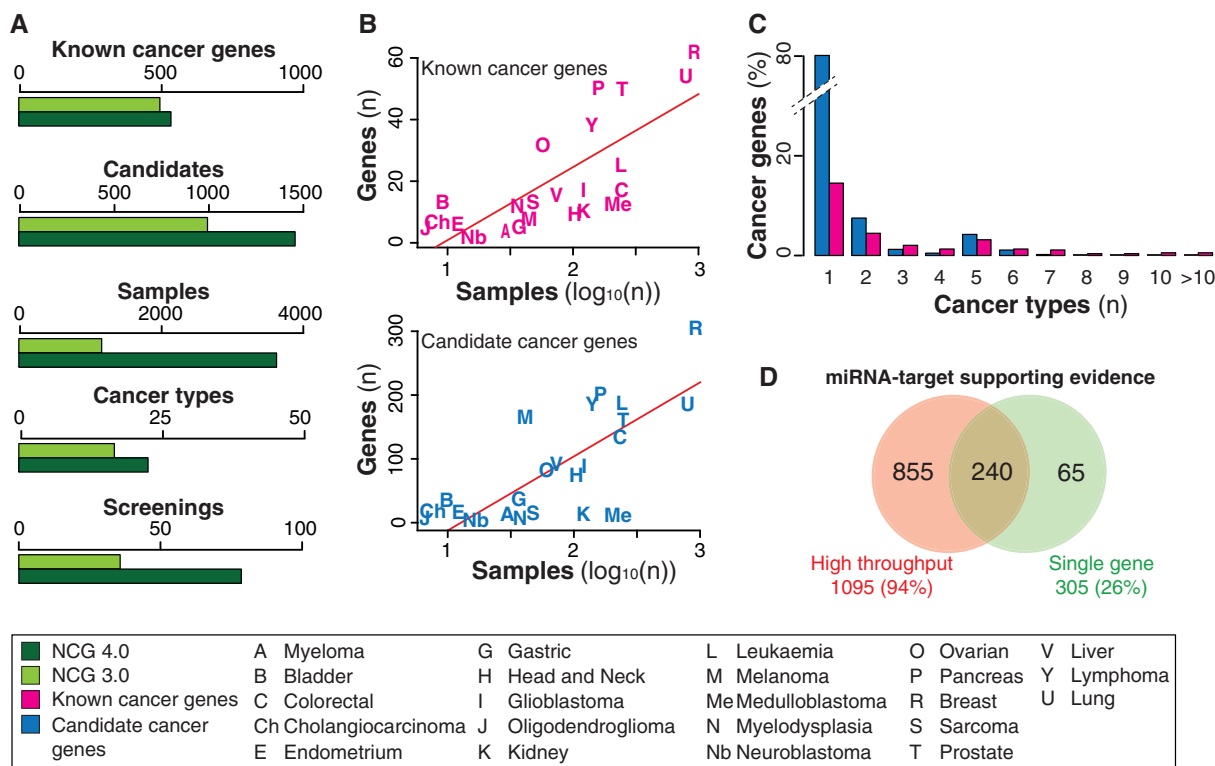 A
Known cancer genes
0 500 1000
Candidates
0 500 1000 1500
Samples
0 2000 4000
Cancer types
0 25 50
Screenings
0 50 100
B
Known cancer genes
Genes (n)
60
40
20
0
R
U
P
T
Y
O
L
I
C
V
B
S
N
Me
H
K
Ch
E
M
G
J
A
Nb
1 2 3
Samples (log10(n))
Candidate cancer genes
Genes (n)
300
200
100
0
R
P
Y
L
U
M
T
C
V
O
I
H
B
G
Ch
E
A
S
K
Me
J
Nb
N
1 2 3
Samples (log10(n))
C
Cancer genes (%)
80
20
0
1 2 3 4 5 6 7 8 9 10 >10
Cancer types (n)
D
miRNA-target supporting evidence
855 240 65
High throughput
1095 (94%)
Single gene
305 (26%)
NCG 4.0
NCG 3.0
Known cancer genes
Candidate cancer
genes
A Myeloma
B Bladder
C Colorectal
Ch Cholangiocarcinoma
E Endometrium
G Gastric
H Head and Neck
I Glioblastoma
J Oligodendroglioma
K Kidney
L Leukaemia
M Melanoma
Me Medulloblastoma
N Myelodysplasia
Nb Neuroblastoma
O Ovarian
P Pancreas
R Breast
S Sarcoma
T Prostate
V Liver
Y Lymphoma
U Lung